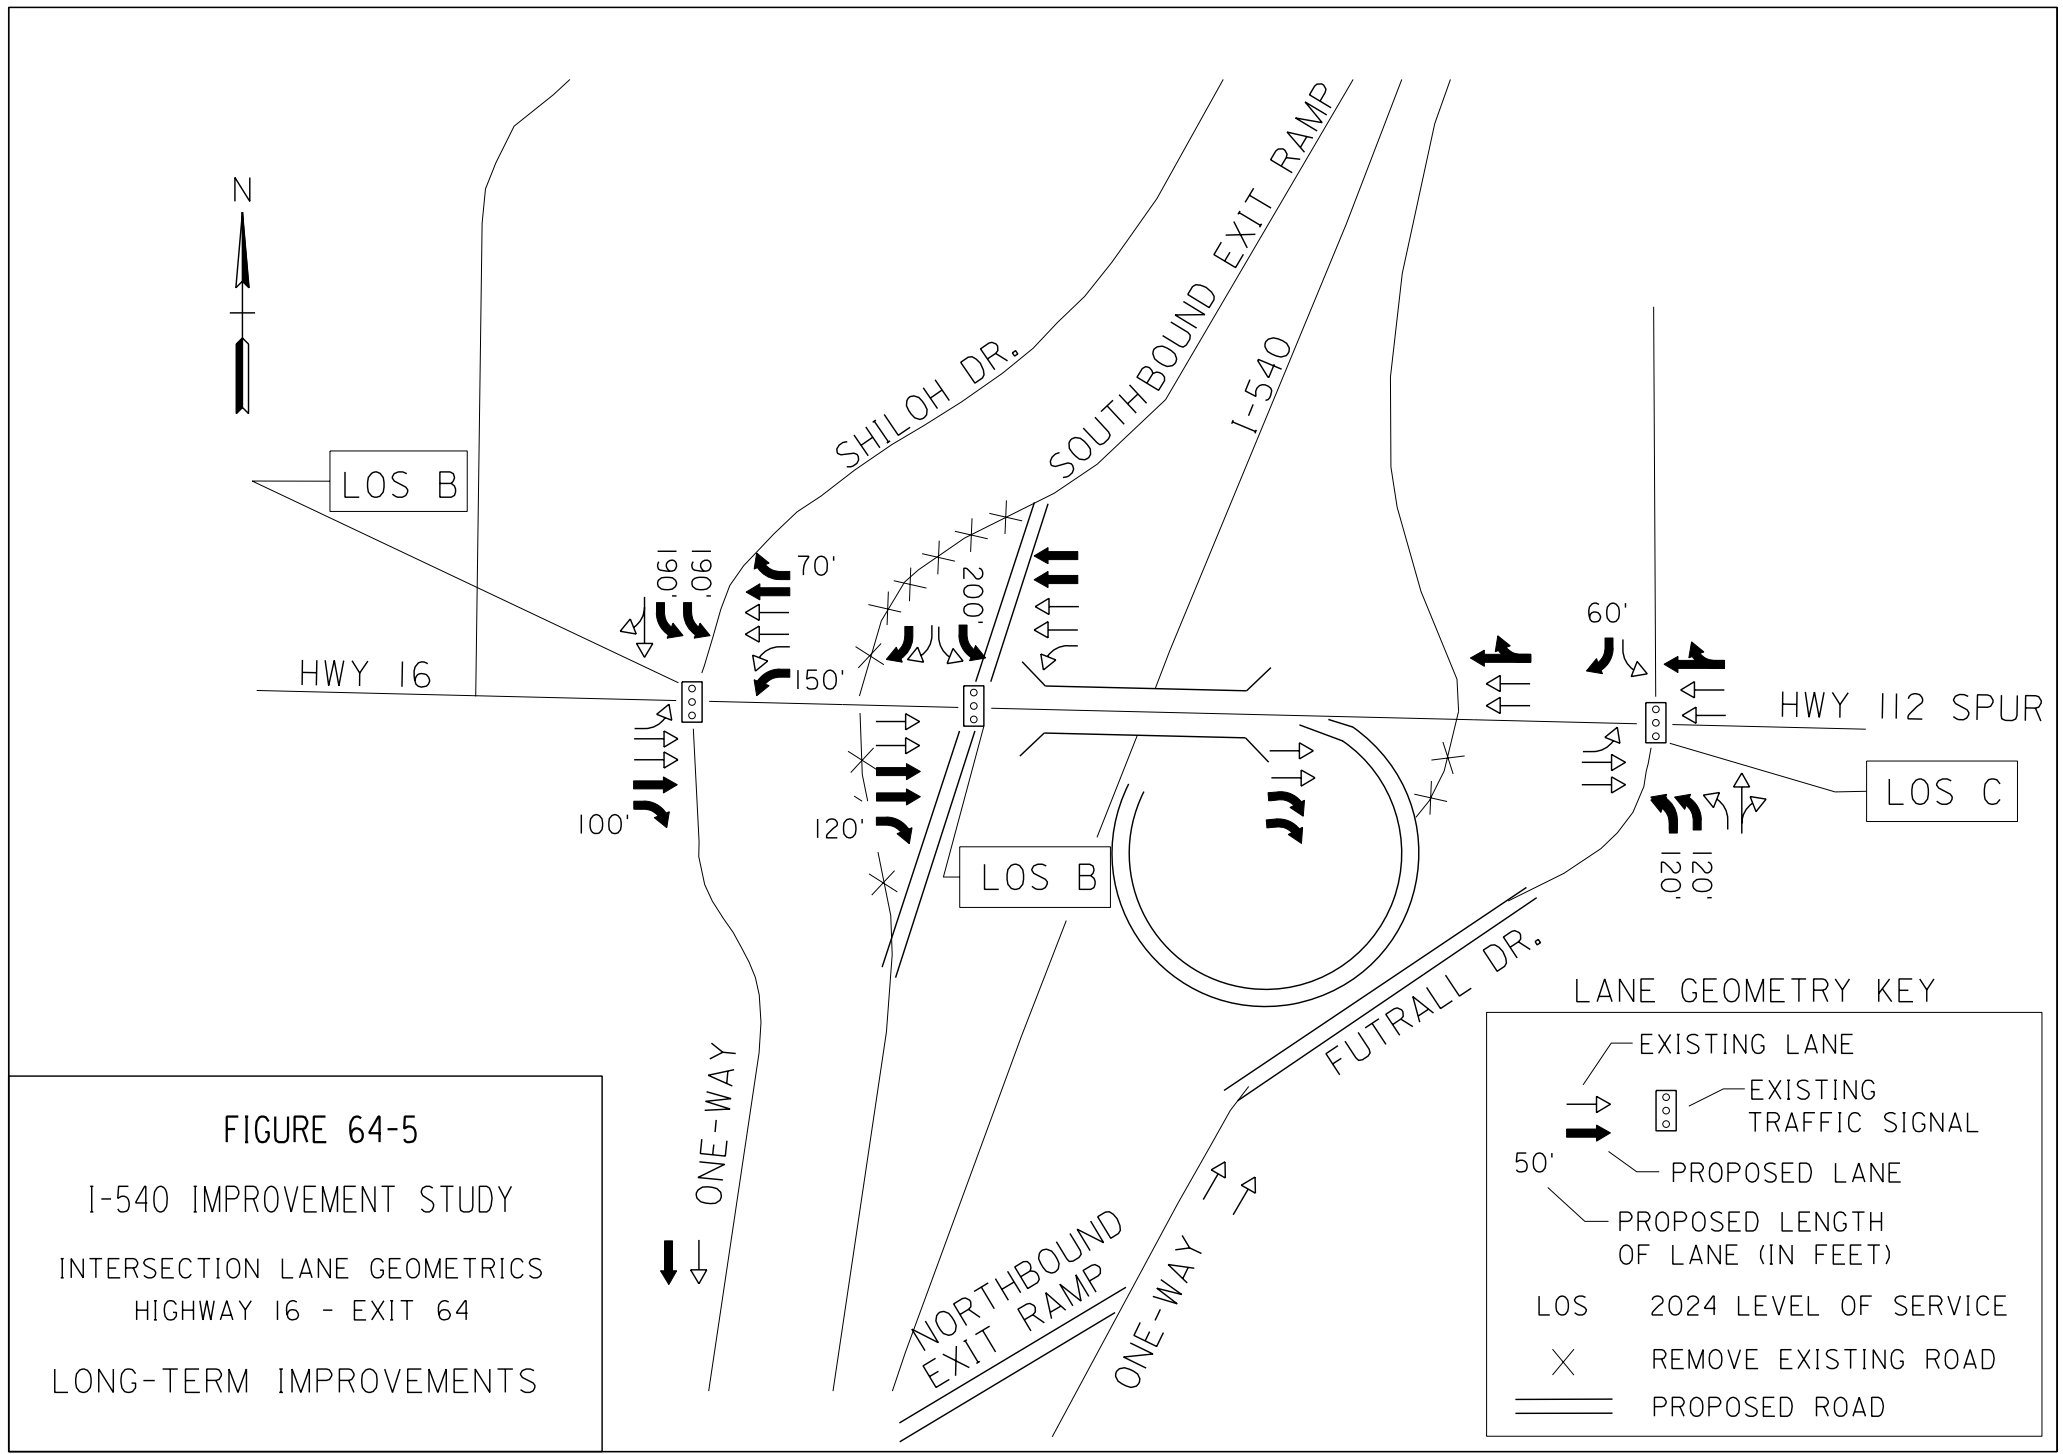 N
SHILOH DR.
SOUTHBOUND EXIT RAMP
I-540
LOS B
190'
190'
70'
200'
60'
HWY 16
150'
HWY 112 SPUR
100'
120'
LOS B
LOS C
120'
120'
FUTRALL DR.
ONE-WAY
NORTHBOUND
EXIT RAMP
ONE-WAY
LANE GEOMETRY KEY
EXISTING LANE
EXISTING
TRAFFIC SIGNAL
50'
PROPOSED LANE
PROPOSED LENGTH
OF LANE (IN FEET)
LOS 2024 LEVEL OF SERVICE
REMOVE EXISTING ROAD
PROPOSED ROAD
FIGURE 64-5
I-540 IMPROVEMENT STUDY
INTERSECTION LANE GEOMETRICS
HIGHWAY 16 - EXIT 64
LONG-TERM IMPROVEMENTS